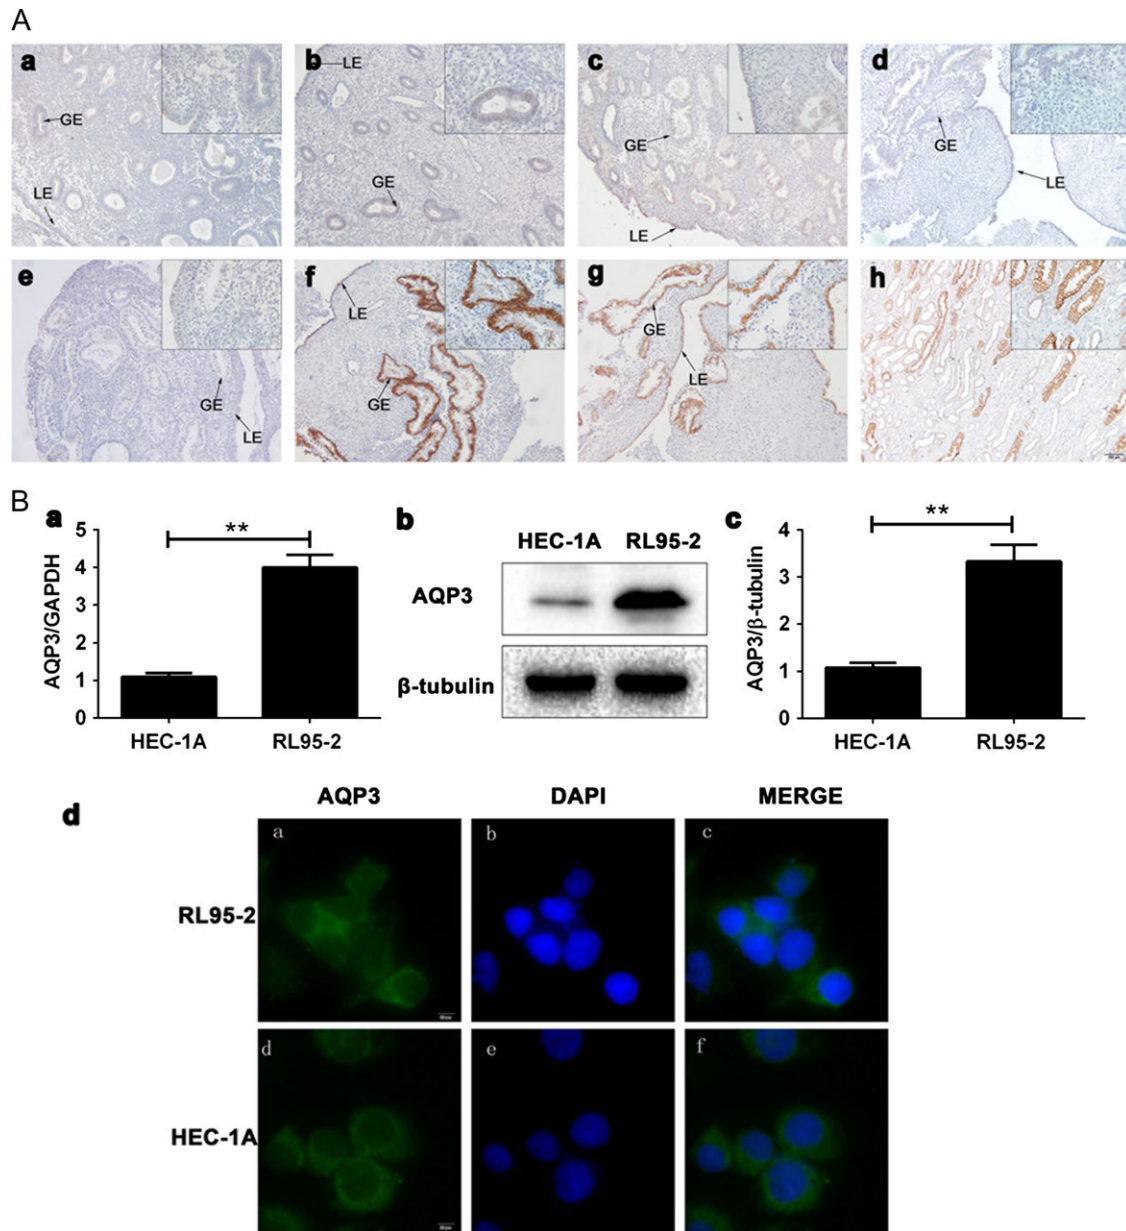 A
a
GE
LE
b
LE
GE
c
GE
LE
d
GE
LE
e
GE
LE
f
LE
GE
g
GE
LE
h
B
a
AQP3/GAPDH
5
4
3
2
1
0
**
HEC-1A
RL95-2
b
HEC-1A RL95-2
AQP3
β-tubulin
c
AQP3/β-tubulin
4
3
2
1
0
**
HEC-1A
RL95-2
d
AQP3 DAPI MERGE
RL95-2
a
b
c
HEC-1A
d
e
f